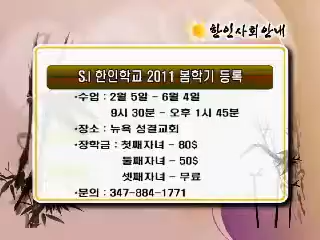 한인사회안내
S.I 한인학교 2011 봄학기 등록
·수업 : 2월 5일 - 6월 4일
9시 30분 - 오후 1시 45분
·장소 : 뉴욕 성결교회
·장학금 : 첫째자녀 - 80$
둘째자녀 - 50$
셋째자녀 - 무료
·문의 : 347-884-1771